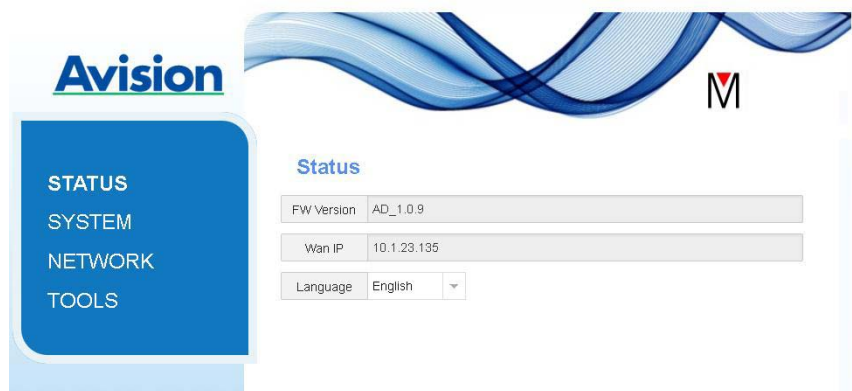 Avision
M
STATUS
SYSTEM
NETWORK
TOOLS
Status
FW Version AD_1.0.9
Wan IP 10.1.23.135
Language English